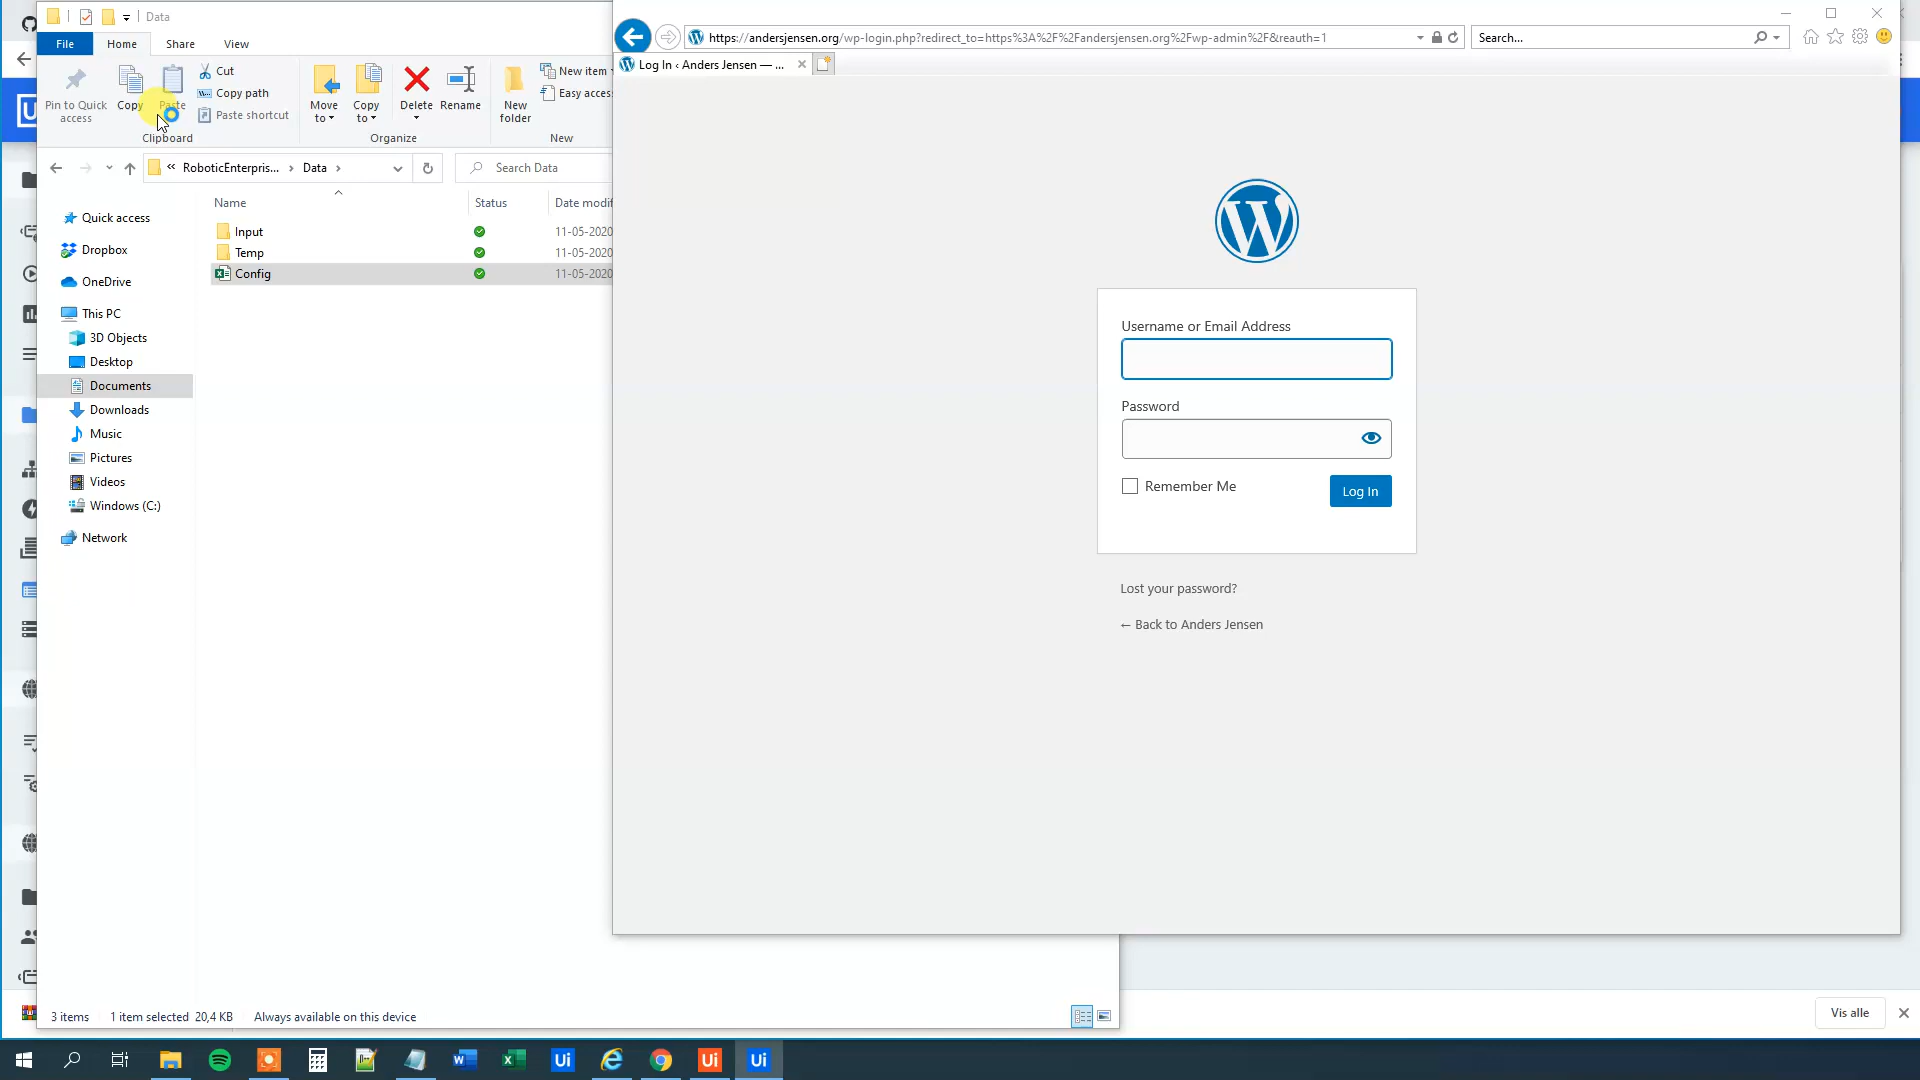 Data
File
Home
Share
View
Pin to Quick access
Copy
Paste
Cut
Copy path
Paste shortcut
Clipboard
Move to
Copy to
Delete
Rename
Organize
New folder
New item
Easy access
New
« RoboticEnterpris... › Data ›
Search Data
Name
Status
Date modif
Input
11-05-2020
Temp
11-05-2020
Config
11-05-2020
Quick access
Dropbox
OneDrive
This PC
3D Objects
Desktop
Documents
Downloads
Music
Pictures
Videos
Windows (C:)
Network
3 items
1 item selected 20,4 KB
Always available on this device
https://andersjensen.org/wp-login.php?redirect_to=https%3A%2F%2Fandersjensen.org%2Fwp-admin%2F&reauth=1
Search...
Log In ‹ Anders Jensen — ...
Username or Email Address
Password
Remember Me
Log In
Lost your password?
← Back to Anders Jensen
Vis alle
Ui
Ui
Ui